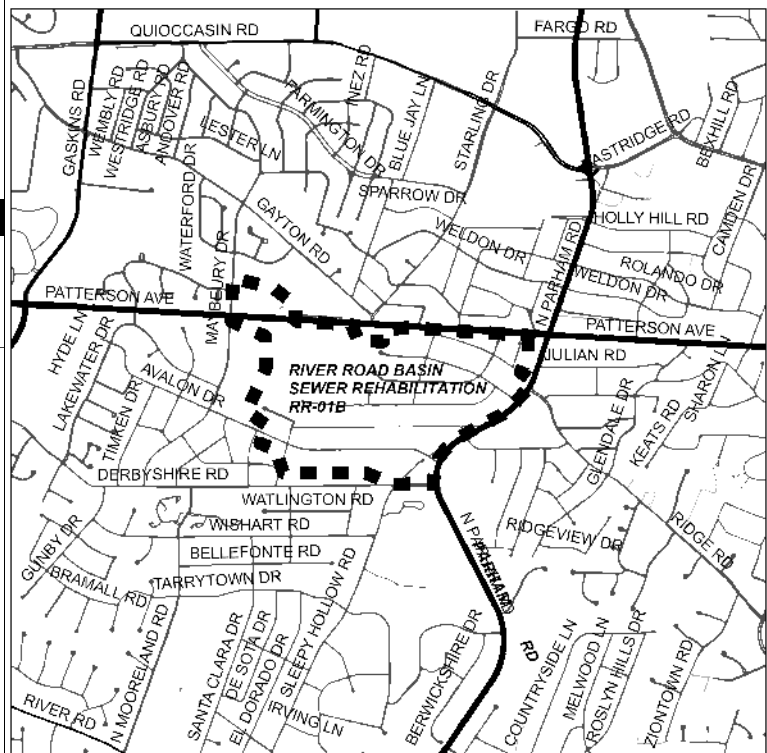 QUIOCCASIN RD
FARGO RD
GASKINS RD
WEMBLY RD
WESTRIDGE RD
ASBURY RD
ANDOVER RD
LESTER LN
FARMINGTON DR
INEZ RD
BLUE JAY LN
STARLING DR
ASTRIDGE RD
BEXHILL RD
WATERFORD DR
SPARROW DR
GAYTON RD
WELDON DR
HOLLY HILL RD
CAMDEN DR
MAYBEURY DR
N PARHAM RD
ROLANDO DR
WELDON DR
PATTERSON AVE
PATTERSON AVE
HYDE LN
LAKEWATER DR
JULIAN RD
SHARON LN
AVALON DR
TIMKEN DR
RIVER ROAD BASIN
SEWER REHABILITATION
RR-01B
GLENDALE DR
KEATS RD
DERBYSHIRE RD
WATLINGTON RD
WISHART RD
BELLEFONTE RD
TARRYTOWN DR
GUNBY DR
BRAMALL RD
RIDGEVIEW DR
RIDGE RD
PARHAM
RD
N MOORELAND RD
SANTA CLARA DR
DE SOTA DR
EL DORADO DR
SLEEPY HOLLOW RD
IRVING LN
BERWICKSHIRE DR
COUNTRYSIDE LN
MELWOOD LN
ROSLYN HILLS DR
ZIONTOWN RD
RIVER RD